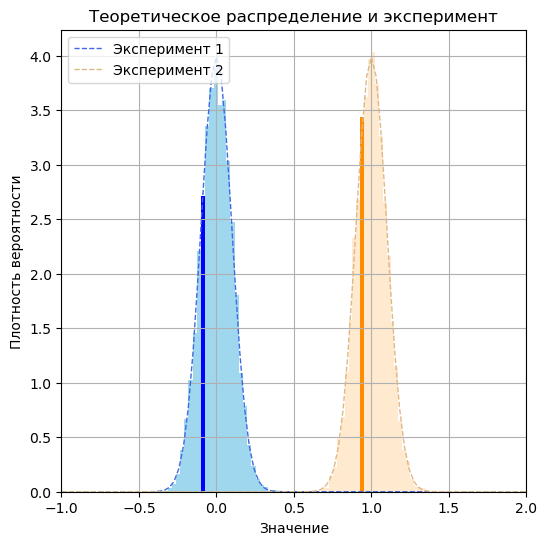 Теоретическое распределение и эксперимент
Эксперимент 1
Эксперимент 2
Плотность вероятности
4.0
3.5
3.0
2.5
2.0
1.5
1.0
0.5
0.0
−1.0 −0.5 0.0 0.5 1.0 1.5 2.0
Значение